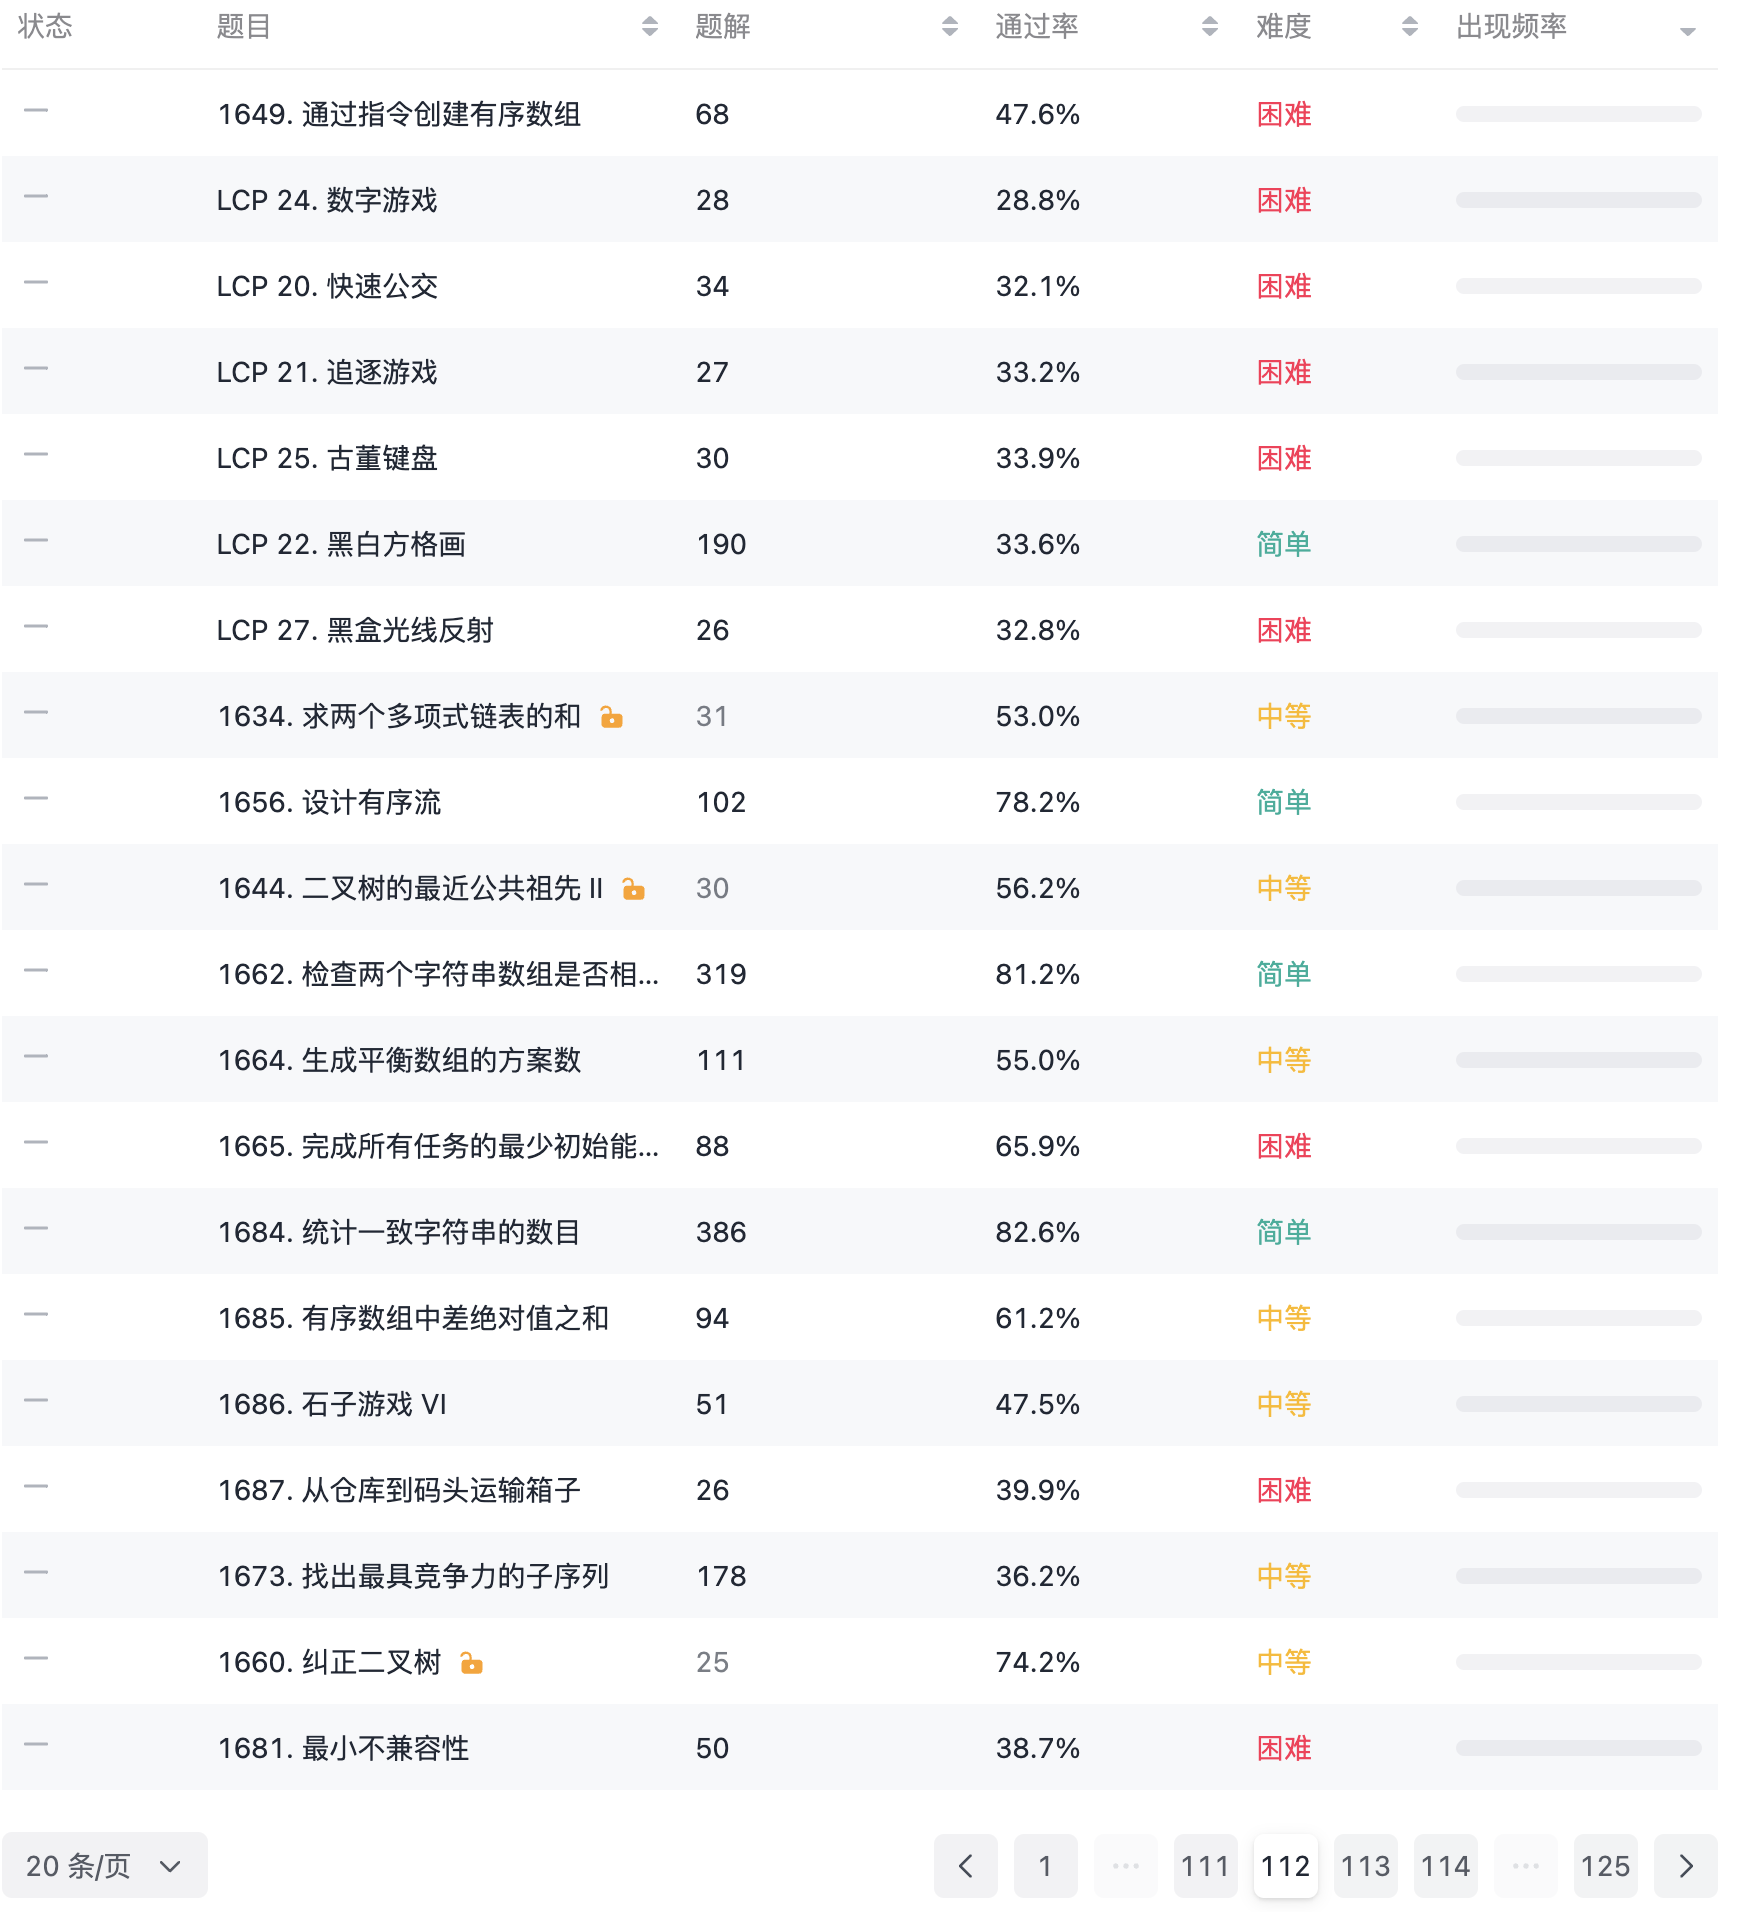 状态 题目 题解 通过率 难度 出现频率
1649. 通过指令创建有序数组 68 47.6% 困难
LCP 24. 数字游戏 28 28.8% 困难
LCP 20. 快速公交 34 32.1% 困难
LCP 21. 追逐游戏 27 33.2% 困难
LCP 25. 古董键盘 30 33.9% 困难
LCP 22. 黑白方格画 190 33.6% 简单
LCP 27. 黑盒光线反射 26 32.8% 困难
1634. 求两个多项式链表的和 31 53.0% 中等
1656. 设计有序流 102 78.2% 简单
1644. 二叉树的最近公共祖先 II 30 56.2% 中等
1662. 检查两个字符串数组是否相... 319 81.2% 简单
1664. 生成平衡数组的方案数 111 55.0% 中等
1665. 完成所有任务的最少初始能... 88 65.9% 困难
1684. 统计一致字符串的数目 386 82.6% 简单
1685. 有序数组中差绝对值之和 94 61.2% 中等
1686. 石子游戏 VI 51 47.5% 中等
1687. 从仓库到码头运输箱子 26 39.9% 困难
1673. 找出最具竞争力的子序列 178 36.2% 中等
1660. 纠正二叉树 25 74.2% 中等
1681. 最小不兼容性 50 38.7% 困难
20 条/页 1 ... 111 112 113 114 ... 125